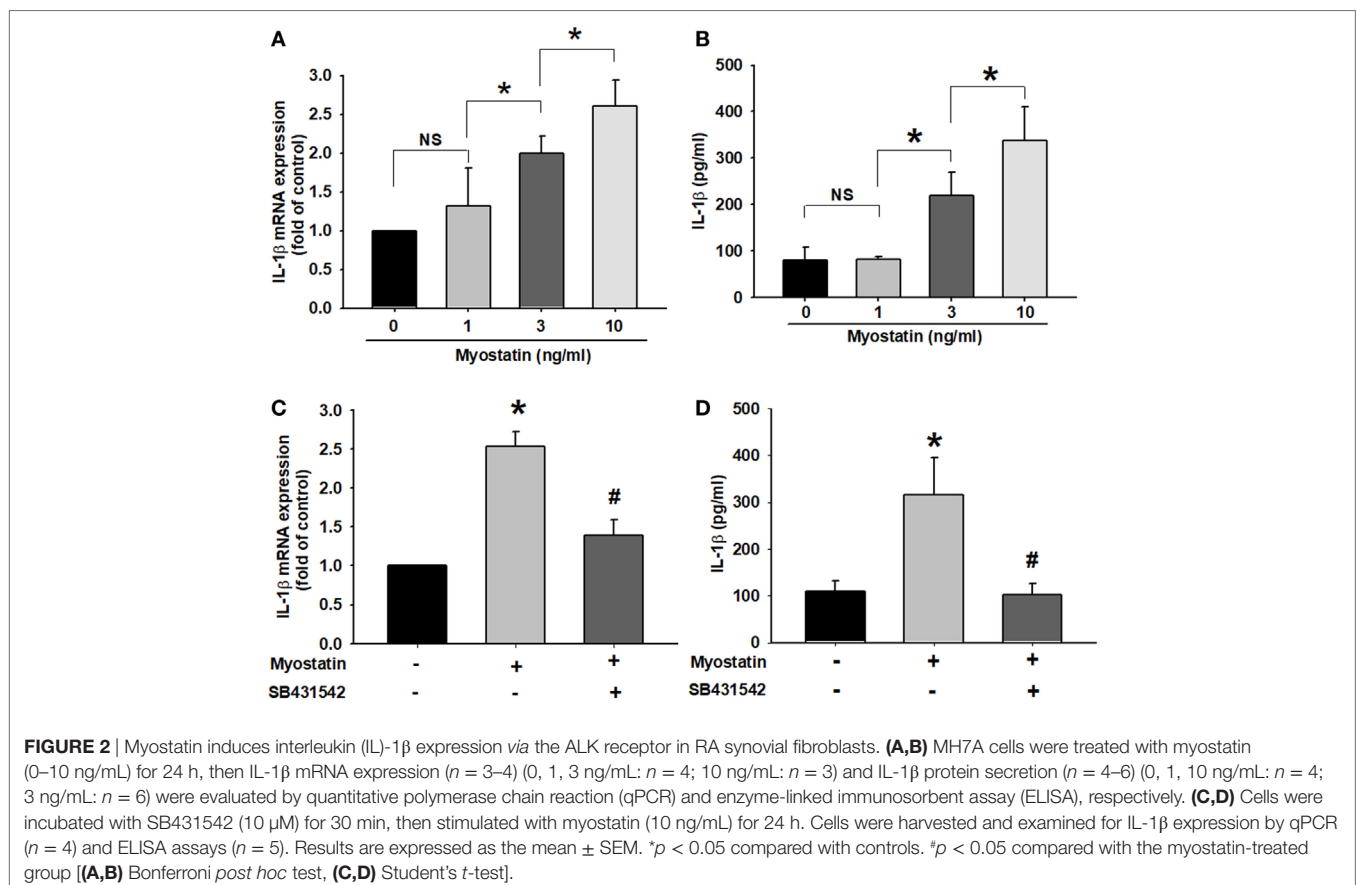 A
IL-1β mRNA expression
(fold of control)
3.0
2.5
2.0
1.5
1.0
0.5
0.0
NS
*
*
0 1 3 10
Myostatin (ng/ml)
B
IL-1β (pg/ml)
500
400
300
200
100
0
NS
*
*
0 1 3 10
Myostatin (ng/ml)
C
IL-1β mRNA expression
(fold of control)
3.0
2.5
2.0
1.5
1.0
0.5
0.0
*
#
Myostatin - + +
SB431542 - - +
D
IL-1β (pg/ml)
500
400
300
200
100
0
*
#
Myostatin - + +
SB431542 - - +
FIGURE 2 | Myostatin induces interleukin (IL)-1β expression via the ALK receptor in RA synovial fibroblasts. (A,B) MH7A cells were treated with myostatin
(0–10 ng/mL) for 24 h, then IL-1β mRNA expression (n = 3–4) (0, 1, 3 ng/mL: n = 4; 10 ng/mL: n = 3) and IL-1β protein secretion (n = 4–6) (0, 1, 10 ng/mL: n = 4;
3 ng/mL: n = 6) were evaluated by quantitative polymerase chain reaction (qPCR) and enzyme-linked immunosorbent assay (ELISA), respectively. (C,D) Cells were
incubated with SB431542 (10 μM) for 30 min, then stimulated with myostatin (10 ng/mL) for 24 h. Cells were harvested and examined for IL-1β expression by qPCR
(n = 4) and ELISA assays (n = 5). Results are expressed as the mean ± SEM. *p < 0.05 compared with controls. #p < 0.05 compared with the myostatin-treated
group [(A,B) Bonferroni post hoc test, (C,D) Student's t-test].